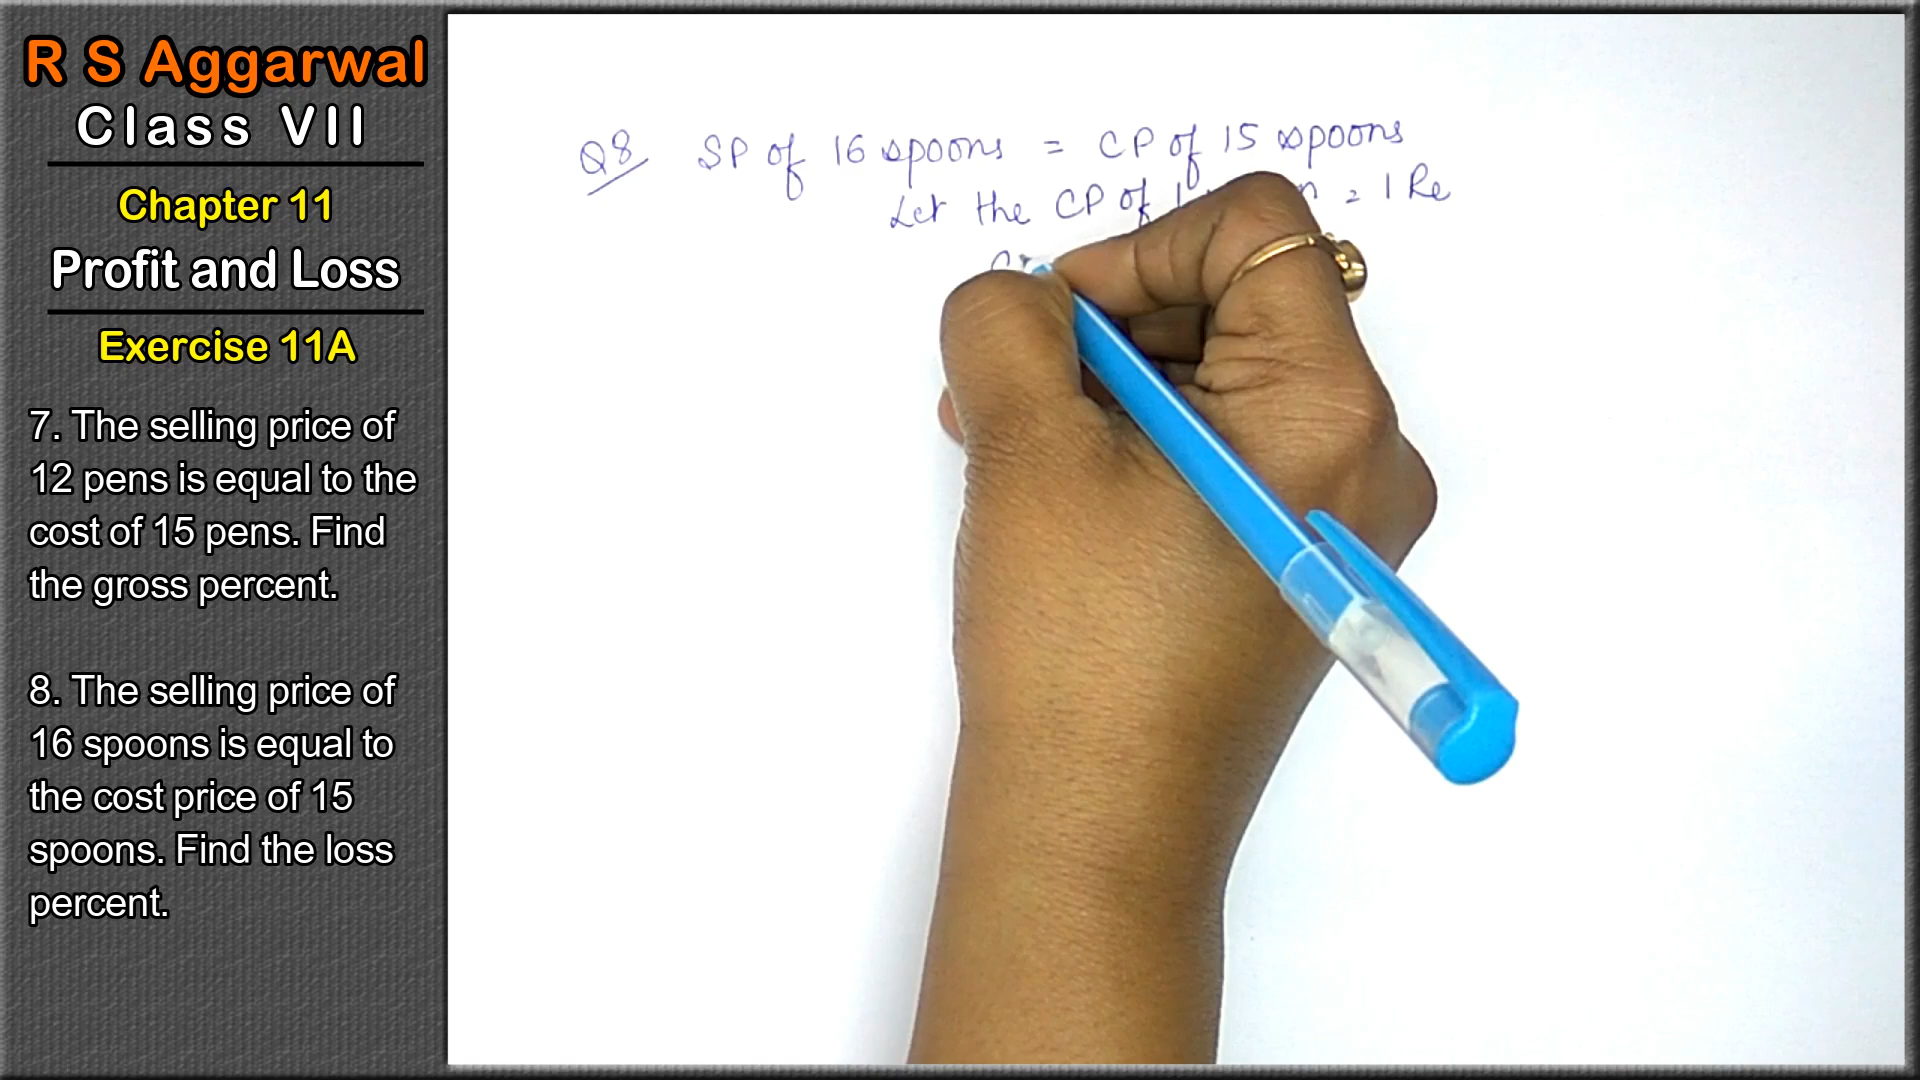 R S Aggarwal
Class VII
Chapter 11
Profit and Loss
Exercise 11A
7. The selling price of
12 pens is equal to the
cost of 15 pens. Find
the gross percent.
8. The selling price of
16 spoons is equal to
the cost price of 15
spoons. Find the loss
percent.
Q8 SP of 16 spoons = CP of 15 spoons
Let the CP of 1 = 1 Re